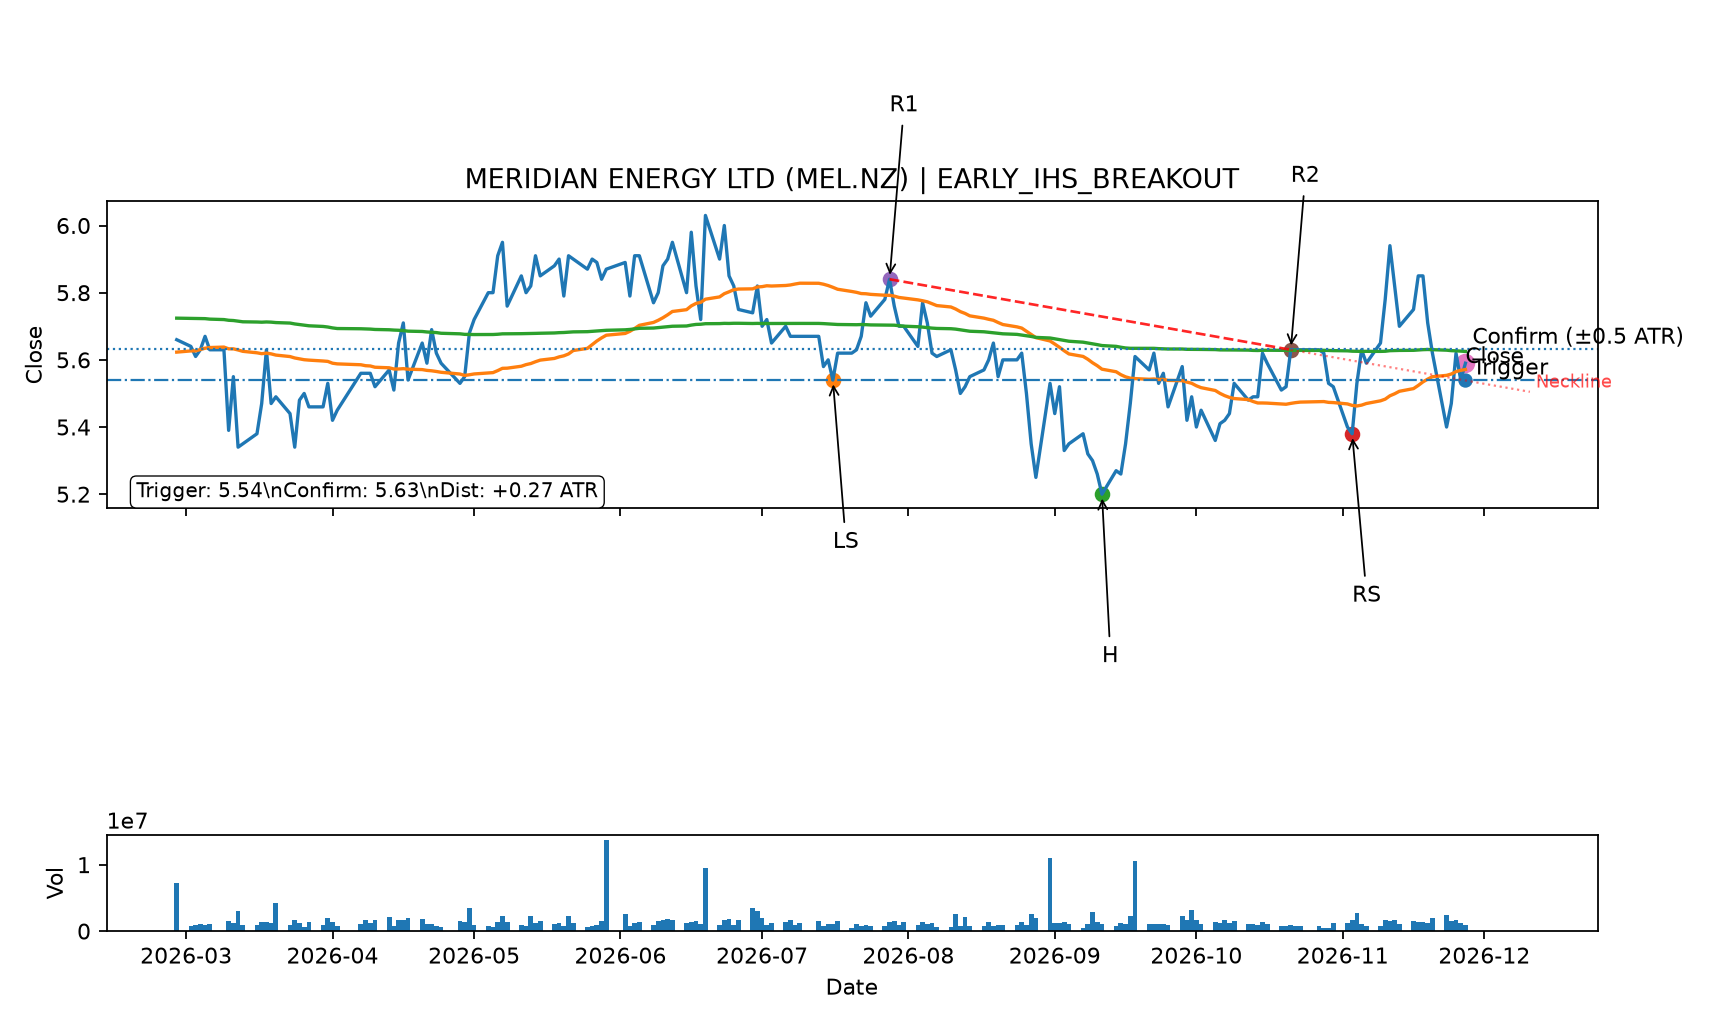 R1
R2
MERIDIAN ENERGY LTD (MEL.NZ) | EARLY_IHS_BREAKOUT
Close
6.0
5.8
5.6
5.4
5.2
Confirm (±0.5 ATR)
Close
Trigger
Neckline
Trigger: 5.54\nConfirm: 5.63\nDist: +0.27 ATR
LS
RS
H
1e7
Vol
1
0
2026-03
2026-04
2026-05
2026-06
2026-07
2026-08
2026-09
2026-10
2026-11
2026-12
Date